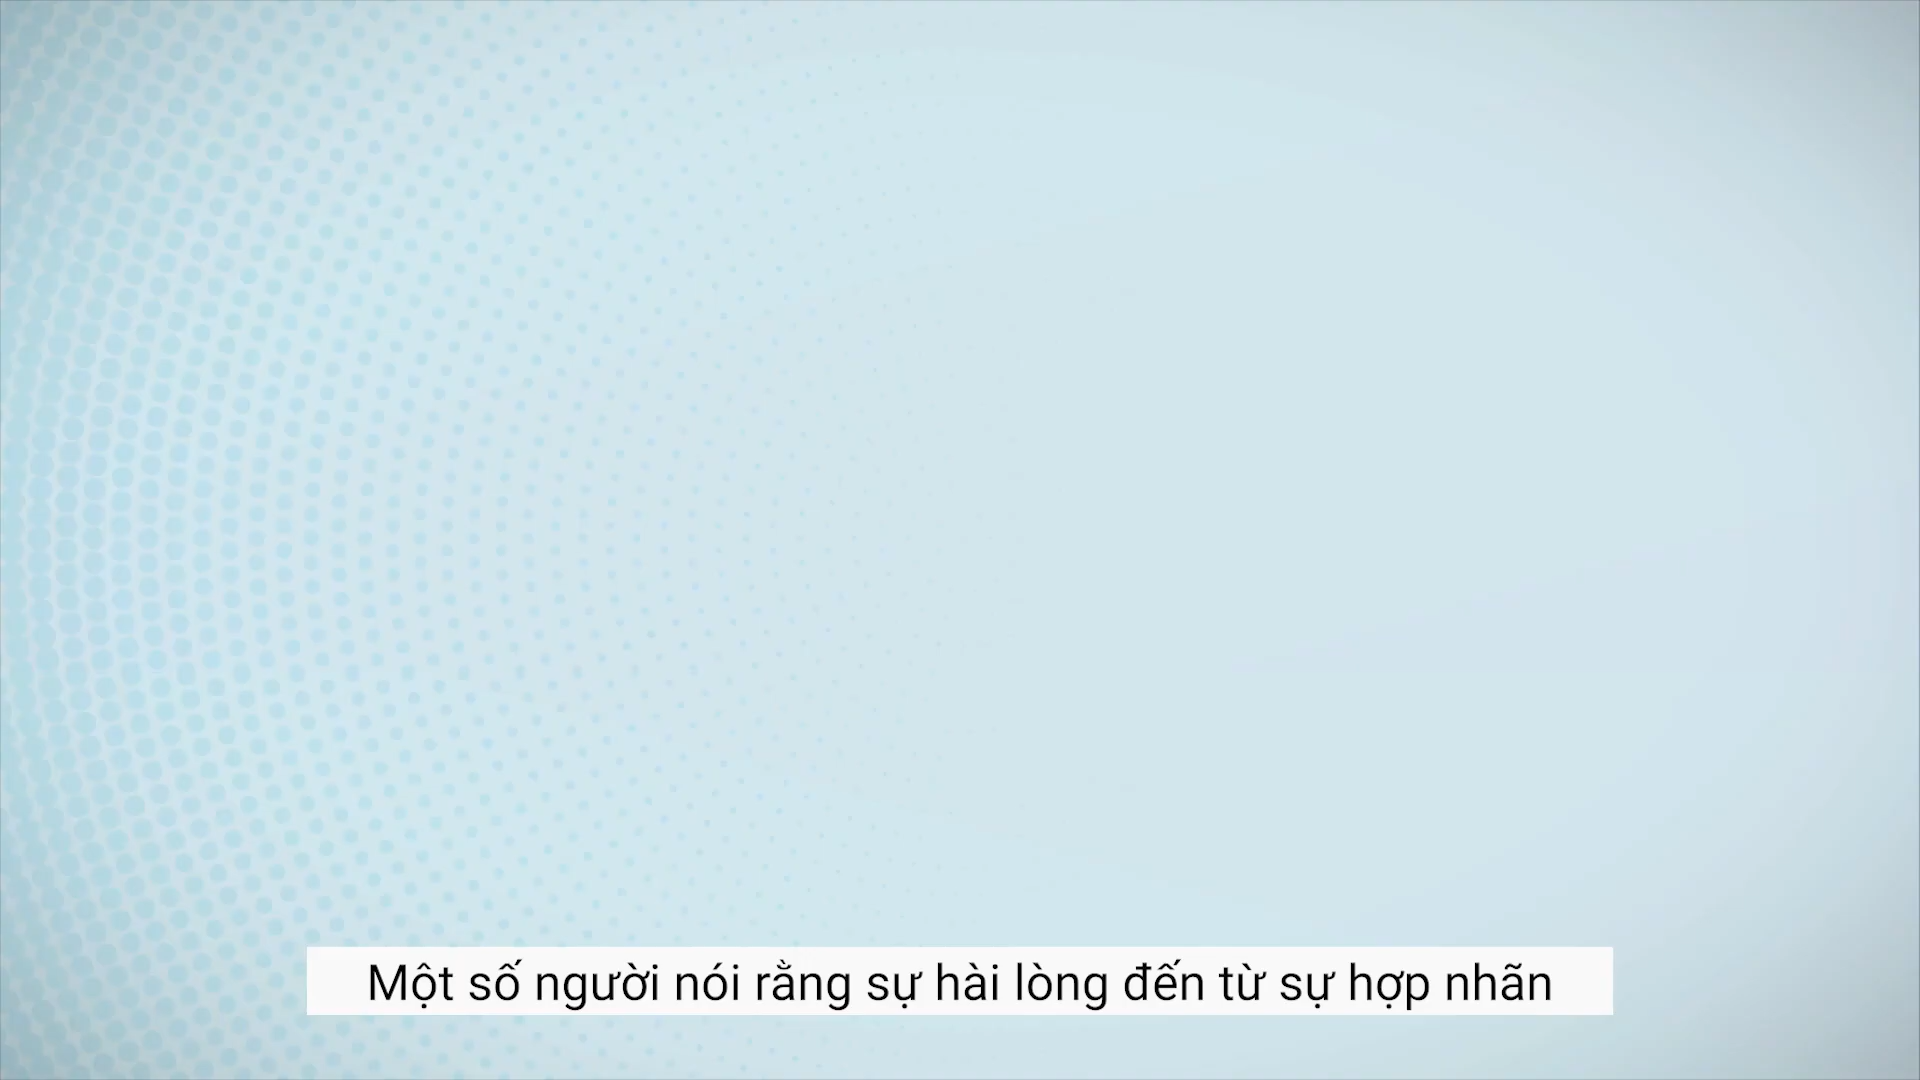 Một số người nói rằng sự hài lòng đến từ sự hợp nhãn